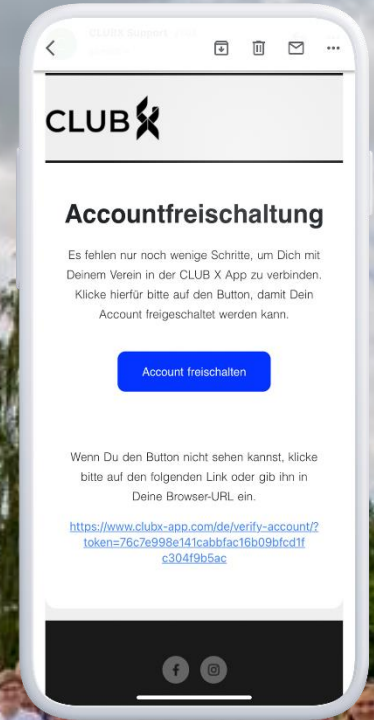 CLUBX Support
CLUB X
Accountfreischaltung
Es fehlen nur noch wenige Schritte, um Dich mit
Deinem Verein in der CLUB X App zu verbinden.
Klicke hierfür bitte auf den Button, damit Dein
Account freigeschaltet werden kann.
Account freischalten
Wenn Du den Button nicht sehen kannst, klicke
bitte auf den folgenden Link oder gib ihn in
Deine Browser-URL ein.
https://www.clubx-app.com/de/verify-account/?
token=76c7e998e141cabbfac16b09bfcd1f
c304f9b5ac